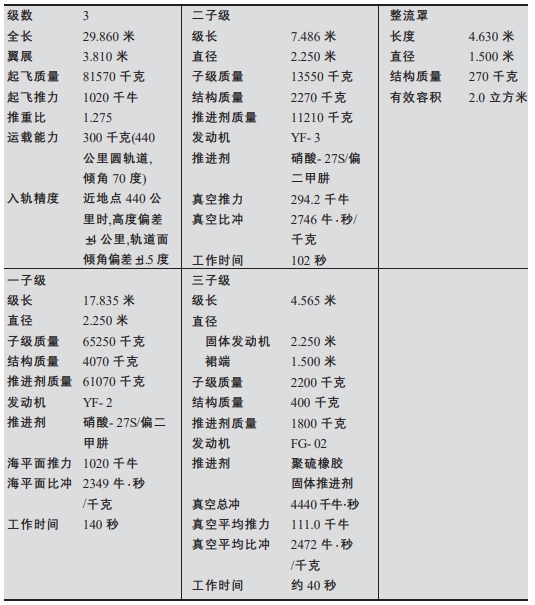 级数 3
全长 29.860 米
翼展 3.810 米
起飞质量 81570 千克
起飞推力 1020 千牛
推重比 1.275
运载能力 300 千克(440
公里圆轨道,
倾角 70 度)
入轨精度 近地点 440 公
里时,高度偏差
±4 公里,轨道面
倾角偏差 ±1.5 度
二子级
级长 7.486 米
直径 2.250 米
子级质量 13550 千克
结构质量 2270 千克
推进剂质量 11210 千克
发动机 YF- 3
推进剂 硝酸- 27S/偏
二甲肼
真空推力 294.2 千牛
真空比冲 2746 牛·秒/
千克
工作时间 102 秒
整流罩
长度 4.630 米
直径 1.500 米
结构质量 270 千克
有效容积 2.0 立方米
一子级
级长 17.835 米
直径 2.250 米
子级质量 65250 千克
结构质量 4070 千克
推进剂质量 61070 千克
发动机 YF- 2
推进剂 硝酸- 27S/偏二
甲肼
海平面推力 1020 千牛
海平面比冲 2349 牛·秒
/千克
工作时间 140 秒
三子级
级长 4.565 米
直径
固体发动机 2.250 米
裙端 1.500 米
子级质量 2200 千克
结构质量 400 千克
推进剂质量 1800 千克
发动机 FG- 02
推进剂 聚硫橡胶
固体推进剂
真空总冲 4440 千牛·秒
真空平均推力 111.0 千牛
真空平均比冲 2472 牛·秒
/千克
工作时间 约 40 秒